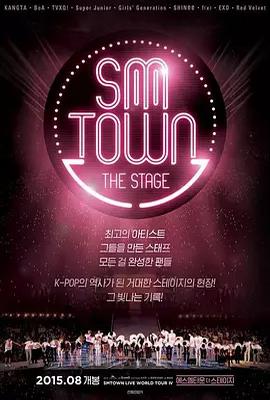 KANGTA • BoA • TVXQ! • Super Junior • Girls' Generation • SHINee • f(x) • EXO • Red Velvet
SM
TOWN
THE STAGE
최고의 아티스트
그들을 만든 스태프
모든 걸 완성한 팬들
K-POP의 역사가 된 거대한 스테이지의 현장!
그 빛나는 기록!
2015.08 개봉
SMTOWN LIVE WORLD TOUR IV
에스엠타운 더 스테이지